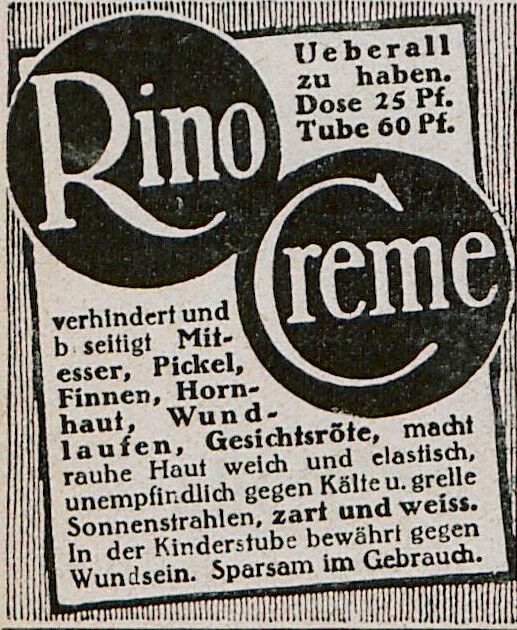 Rino
Creme
Ueberall
zu haben.
Dose 25 Pf.
Tube 60 Pf.
verhindert und
b seitigt Mit-
esser, Pickel,
Finnen, Horn-
haut, Wund-
laufen, Gesichtsröte, macht
rauhe Haut weich und elastisch,
unempfindlich gegen Kälte u. grelle
Sonnenstrahlen, zart und weiss.
In der Kinderstube bewährt gegen
Wundsein. Sparsam im Gebrauch.